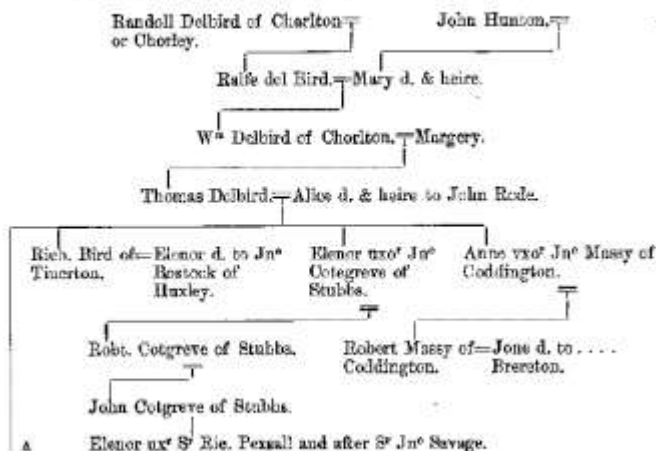 Randoll Delbird of Charlton
or Chorley.
John Hunson.
Ralfe del Bird. Mary d. & heire.
Wm Delbird of Chorlton. Margery.
Thomas Delbird. Alice d. & heire to John Rode.
Rich. Bird of = Elenor d. to Jno
Elenor uxor Jno
Anne vxor Jno Massy of
Tiuerton.
Bostock of
Huxley.
Cotegreve of
Stubbs.
Coddington.
Robt. Cotgreve of Stubbs.
Robert Massy of = Jone d. to ....
Coddington.
Brereton.
John Cotgreve of Stubbs.
A
Elenor uxr Sr Ric. Pexsall and after Sr Jno Savage.